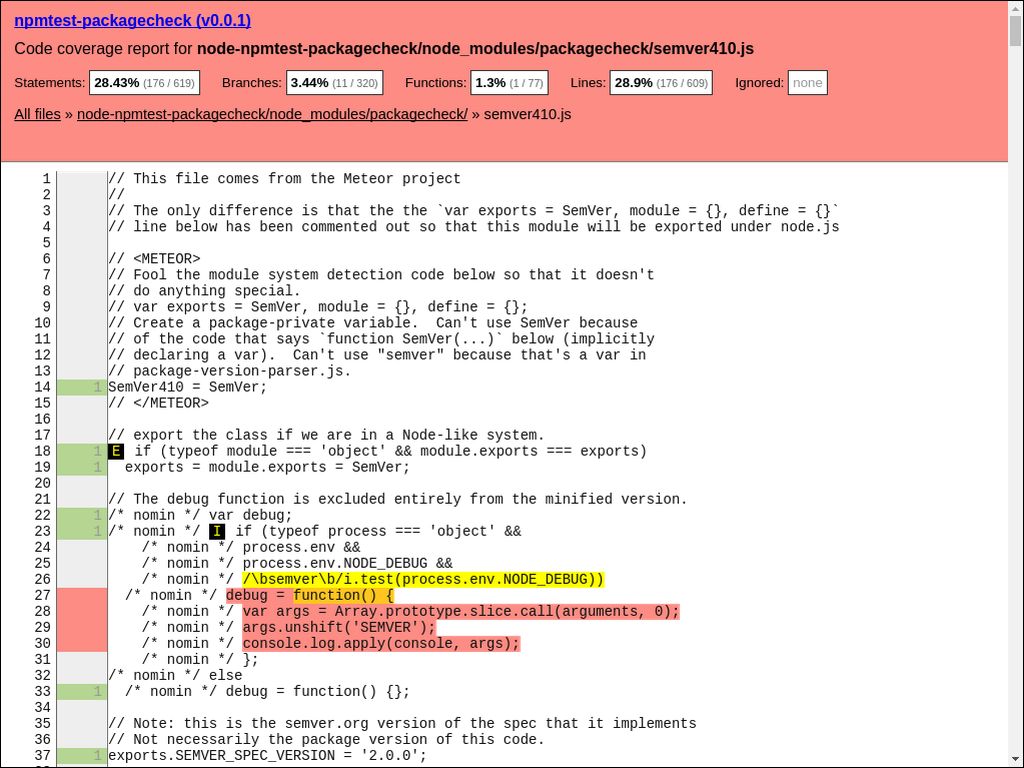 npmtest-packagecheck (v0.0.1)
Code coverage report for node-npmtest-packagecheck/node_modules/packagecheck/semver410.js
Statements: 28.43% (176 / 619) Branches: 3.44% (11 / 320) Functions: 1.3% (1 / 77) Lines: 28.9% (176 / 609) Ignored: none
All files » node-npmtest-packagecheck/node_modules/packagecheck/ » semver410.js
1 // This file comes from the Meteor project
2 //
3 // The only difference is that the the `var exports = SemVer, module = {}, define = {}`
4 // line below has been commented out so that this module will be exported under node.js
5
6 // <METEOR>
7 // Fool the module system detection code below so that it doesn't
8 // do anything special.
9 // var exports = SemVer, module = {}, define = {};
10 // Create a package-private variable.  Can't use SemVer because
11 // of the code that says `function SemVer(...)` below (implicitly
12 // declaring a var).  Can't use "semver" because that's a var in
13 // package-version-parser.js.
14 1 SemVer410 = SemVer;
15 // </METEOR>
16
17 // export the class if we are in a Node-like system.
18 1 E if (typeof module === 'object' && module.exports === exports)
19 1 exports = module.exports = SemVer;
20
21 // The debug function is excluded entirely from the minified version.
22 1 /* nomin */ var debug;
23 1 /* nomin */ I if (typeof process === 'object' &&
24 /* nomin */ process.env &&
25 /* nomin */ process.env.NODE_DEBUG &&
26 /* nomin */ /\bsemver\b/i.test(process.env.NODE_DEBUG))
27 /* nomin */ debug = function() {
28 /* nomin */ var args = Array.prototype.slice.call(arguments, 0);
29 /* nomin */ args.unshift('SEMVER');
30 /* nomin */ console.log.apply(console, args);
31 /* nomin */ };
32 /* nomin */ else
33 1 /* nomin */ debug = function() {};
34
35 // Note: this is the semver.org version of the spec that it implements
36 // Not necessarily the package version of this code.
37 1 exports.SEMVER_SPEC_VERSION = '2.0.0';